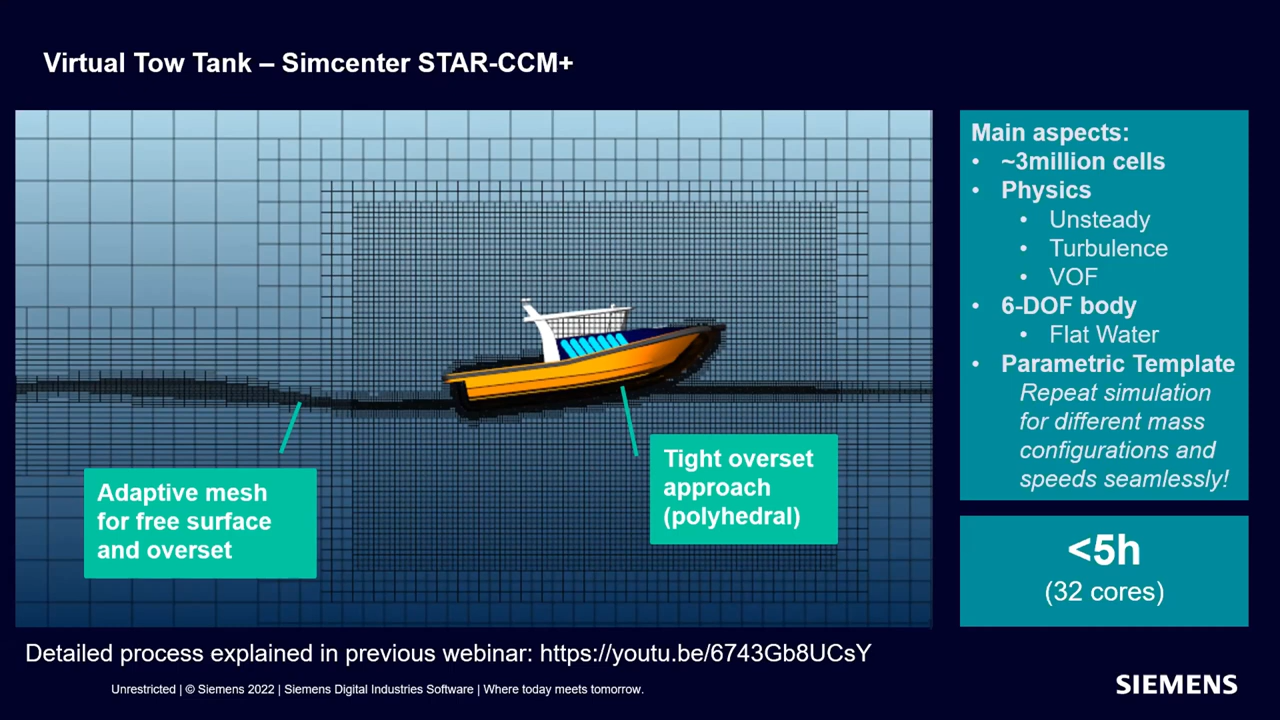 Virtual Tow Tank – Simcenter STAR-CCM+
Adaptive mesh
for free surface
and overset
Tight overset
approach
(polyhedral)
Main aspects:
• ~3million cells
• Physics
• Unsteady
• Turbulence
• VOF
• 6-DOF body
• Flat Water
• Parametric Template
Repeat simulation
for different mass
configurations and
speeds seamlessly!
<5h
(32 cores)
Detailed process explained in previous webinar: https://youtu.be/6743Gb8UCsY
Unrestricted | © Siemens 2022 | Siemens Digital Industries Software | Where today meets tomorrow.
SIEMENS